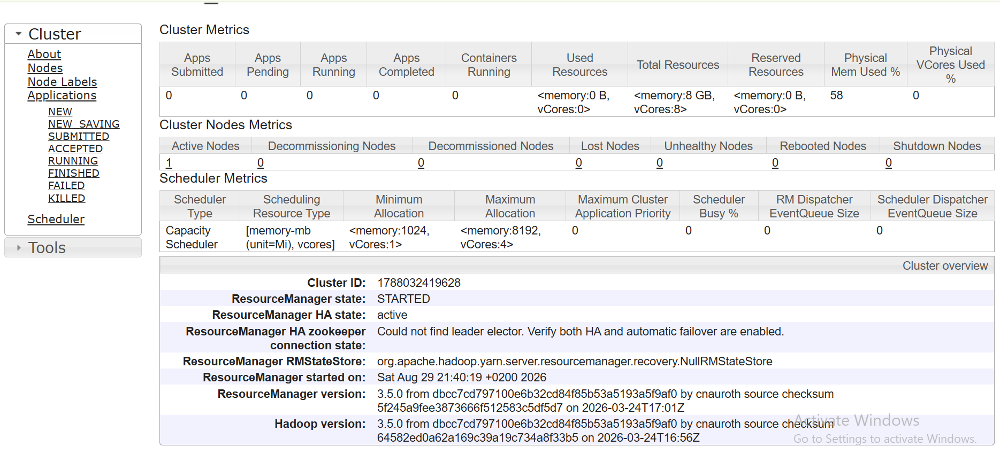 Cluster
About
Nodes
Node Labels
Applications
NEW
NEW_SAVING
SUBMITTED
ACCEPTED
RUNNING
FINISHED
FAILED
KILLED
Scheduler
Tools
Cluster Metrics
Apps Submitted	Apps Pending	Apps Running	Apps Completed	Containers Running	Used Resources	Total Resources	Reserved Resources	Physical Mem Used %	Physical VCores Used %
0	0	0	0	0	<memory:0 B, vCores:0>	<memory:8 GB, vCores:8>	<memory:0 B, vCores:0>	58	0
Cluster Nodes Metrics
Active Nodes	Decommissioning Nodes	Decommissioned Nodes	Lost Nodes	Unhealthy Nodes	Rebooted Nodes	Shutdown Nodes
1	0	0	0	0	0	0
Scheduler Metrics
Scheduler Type	Scheduling Resource Type	Minimum Allocation	Maximum Allocation	Maximum Cluster Application Priority	Scheduler Busy %	RM Dispatcher EventQueue Size	Scheduler Dispatcher EventQueue Size
Capacity Scheduler	[memory-mb (unit=Mi), vcores]	<memory:1024, vCores:1>	<memory:8192, vCores:4>	0	0	0	0
Cluster overview
Cluster ID: 1788032419628
ResourceManager state: STARTED
ResourceManager HA state: active
ResourceManager HA zookeeper connection state: Could not find leader elector. Verify both HA and automatic failover are enabled.
ResourceManager RMStateStore: org.apache.hadoop.yarn.server.resourcemanager.recovery.NullRMStateStore
ResourceManager started on: Sat Aug 29 21:40:19 +0200 2026
ResourceManager version: 3.5.0 from dbcc7cd797100e6b32cd84f85b53a5193a5f9af0 by cnauroth source checksum
5f245a9fee3873666f512583c5df5d7 on 2026-03-24T17:01Z
Hadoop version: 3.5.0 from dbcc7cd797100e6b32cd84f85b53a5193a5f9af0 by cnauroth source checksum
64582ed0a62a169c39a19c734a8f33b5 on 2026-03-24T16:56Z
Activate Windows
Go to Settings to activate Windows.